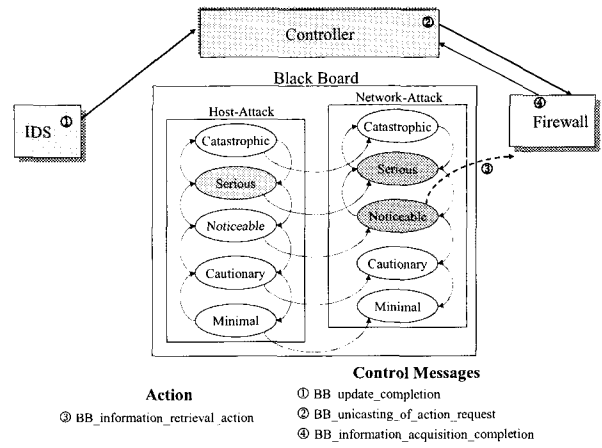 Controller
②
Black Board
IDS
①
Host-Attack
Network-Attack
④
Firewall
Catastrophic
Serious
Noticeable
Cautionary
Minimal
Catastrophic
Serious
Noticeable
Cautionary
Minimal
③
Action
③ BB_information_retrieval_action
Control Messages
① BB_update_completion
② BB_unicasting_of_action_request
④ BB_information_acquisition_completion